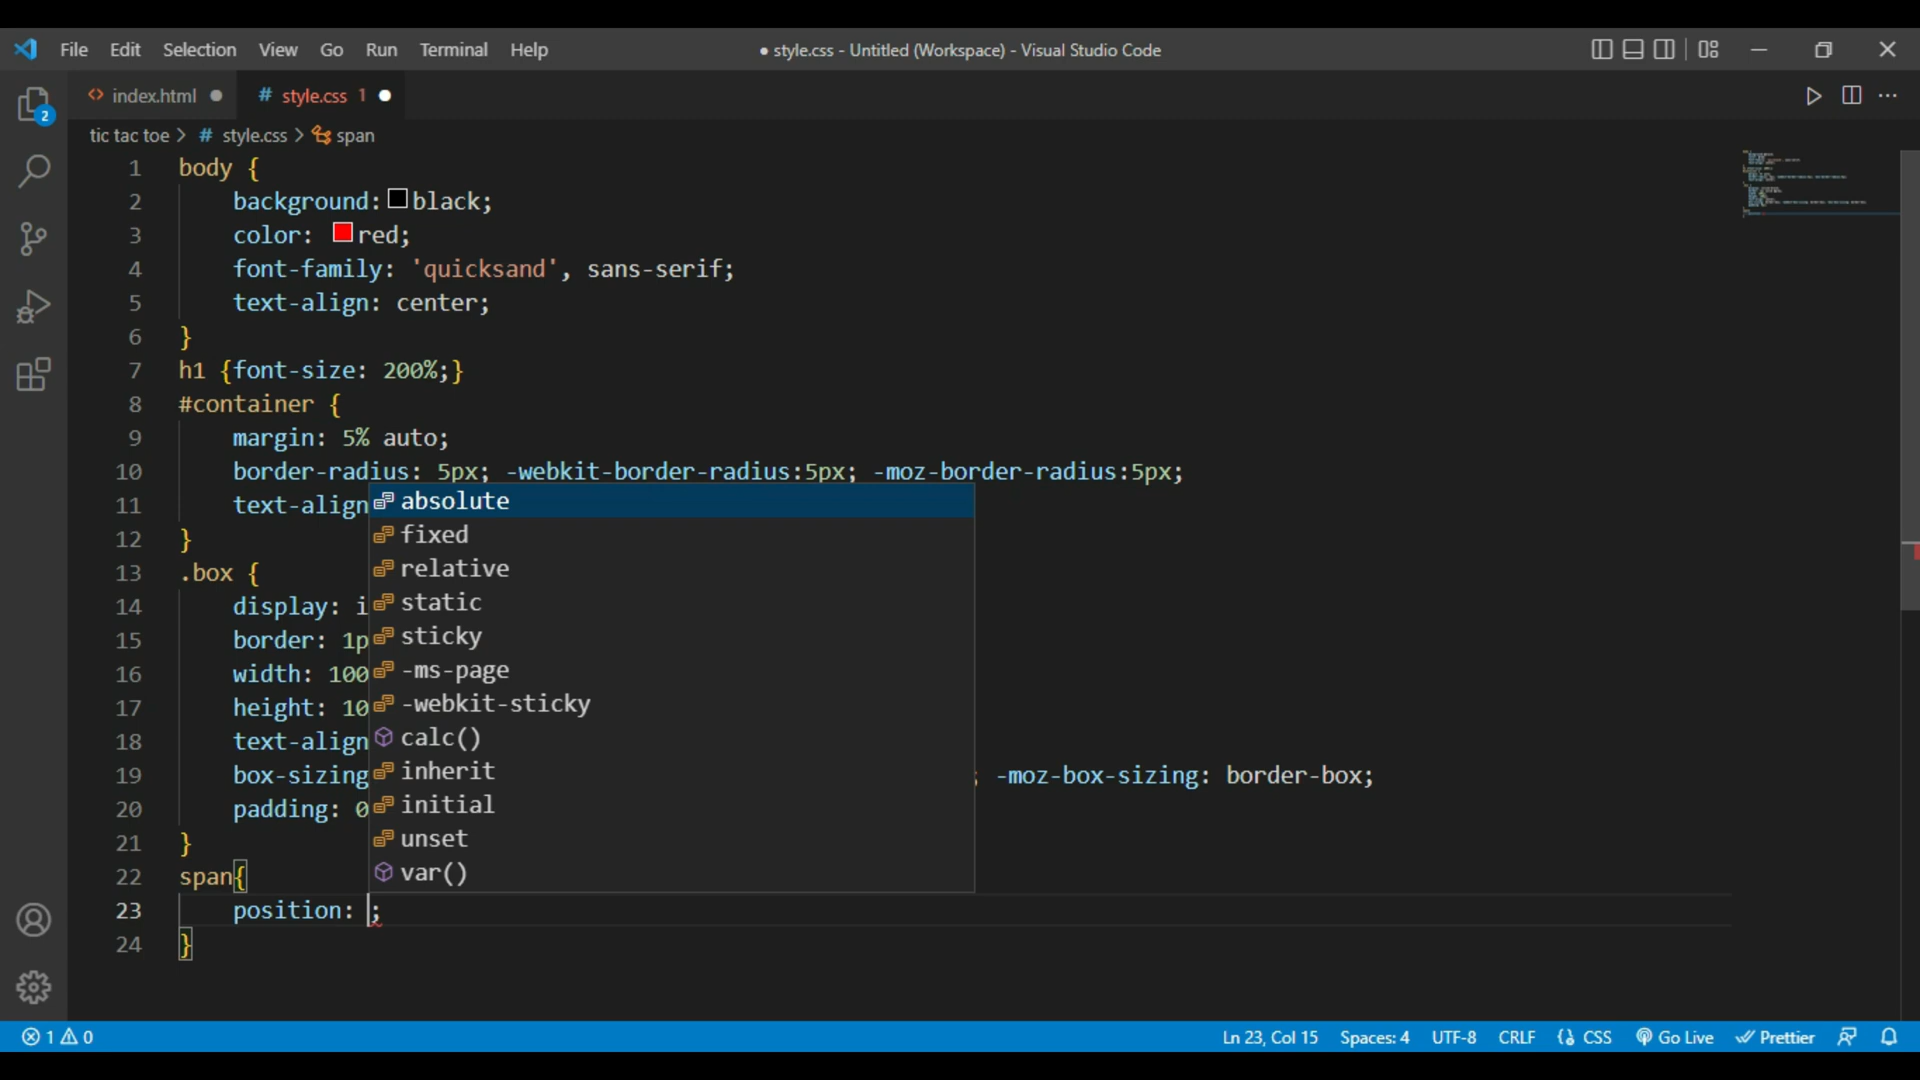 File Edit Selection View Go Run Terminal Help ● style.css - Untitled (Workspace) - Visual Studio Code
2
<> index.html ● # style.css 1 ●
tic tac toe > # style.css > span
1 body {
2 background: black;
3 color: red;
4 font-family: 'quicksand', sans-serif;
5 text-align: center;
6 }
7 h1 {font-size: 200%;}
8 #container {
9 margin: 5% auto;
10 border-radius: 5px; -webkit-border-radius:5px; -moz-border-radius:5px;
11 text-align
12 }
13 .box {
14 display: i
15 border: 1p
16 width: 100
17 height: 10
18 text-align
19 box-sizing ; -moz-box-sizing: border-box;
20 padding: 0
21 }
22 span{
23 position: ;
24 }
absolute
fixed
relative
static
sticky
-ms-page
-webkit-sticky
calc()
inherit
initial
unset
var()
1 0 Ln 23, Col 15 Spaces: 4 UTF-8 CRLF {} CSS Go Live Prettier